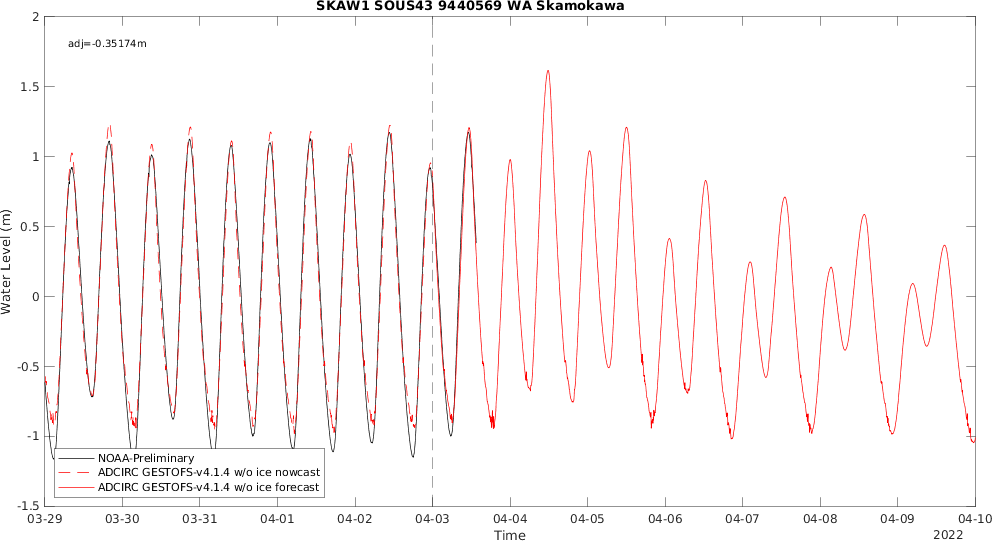 SKAW1 SOUS43 9440569 WA Skamokawa
adj=-0.35174m
2
1.5
1
0.5
0
-0.5
-1
-1.5
Water Level (m)
NOAA-Preliminary
ADCIRC GESTOFS-v4.1.4 w/o ice nowcast
ADCIRC GESTOFS-v4.1.4 w/o ice forecast
03-29 03-30 03-31 04-01 04-02 04-03 04-04 04-05 04-06 04-07 04-08 04-09 04-10
Time
2022